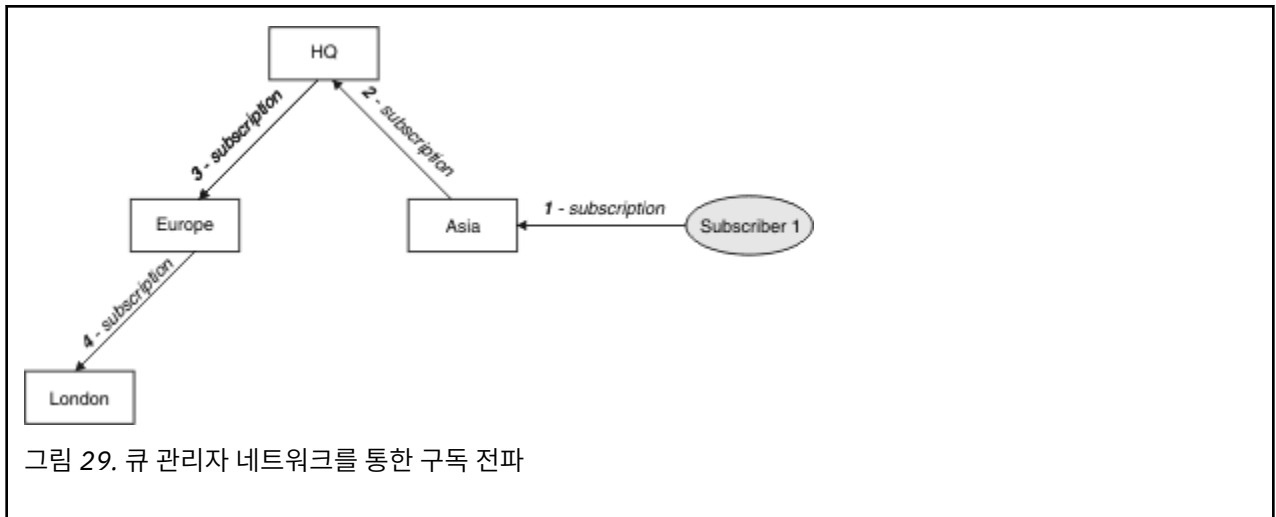 HQ
3 - subscription
2 - subscription
Europe
Asia
1 - subscription
Subscriber 1
4 - subscription
London
그림 29. 큐 관리자 네트워크를 통한 구독 전파